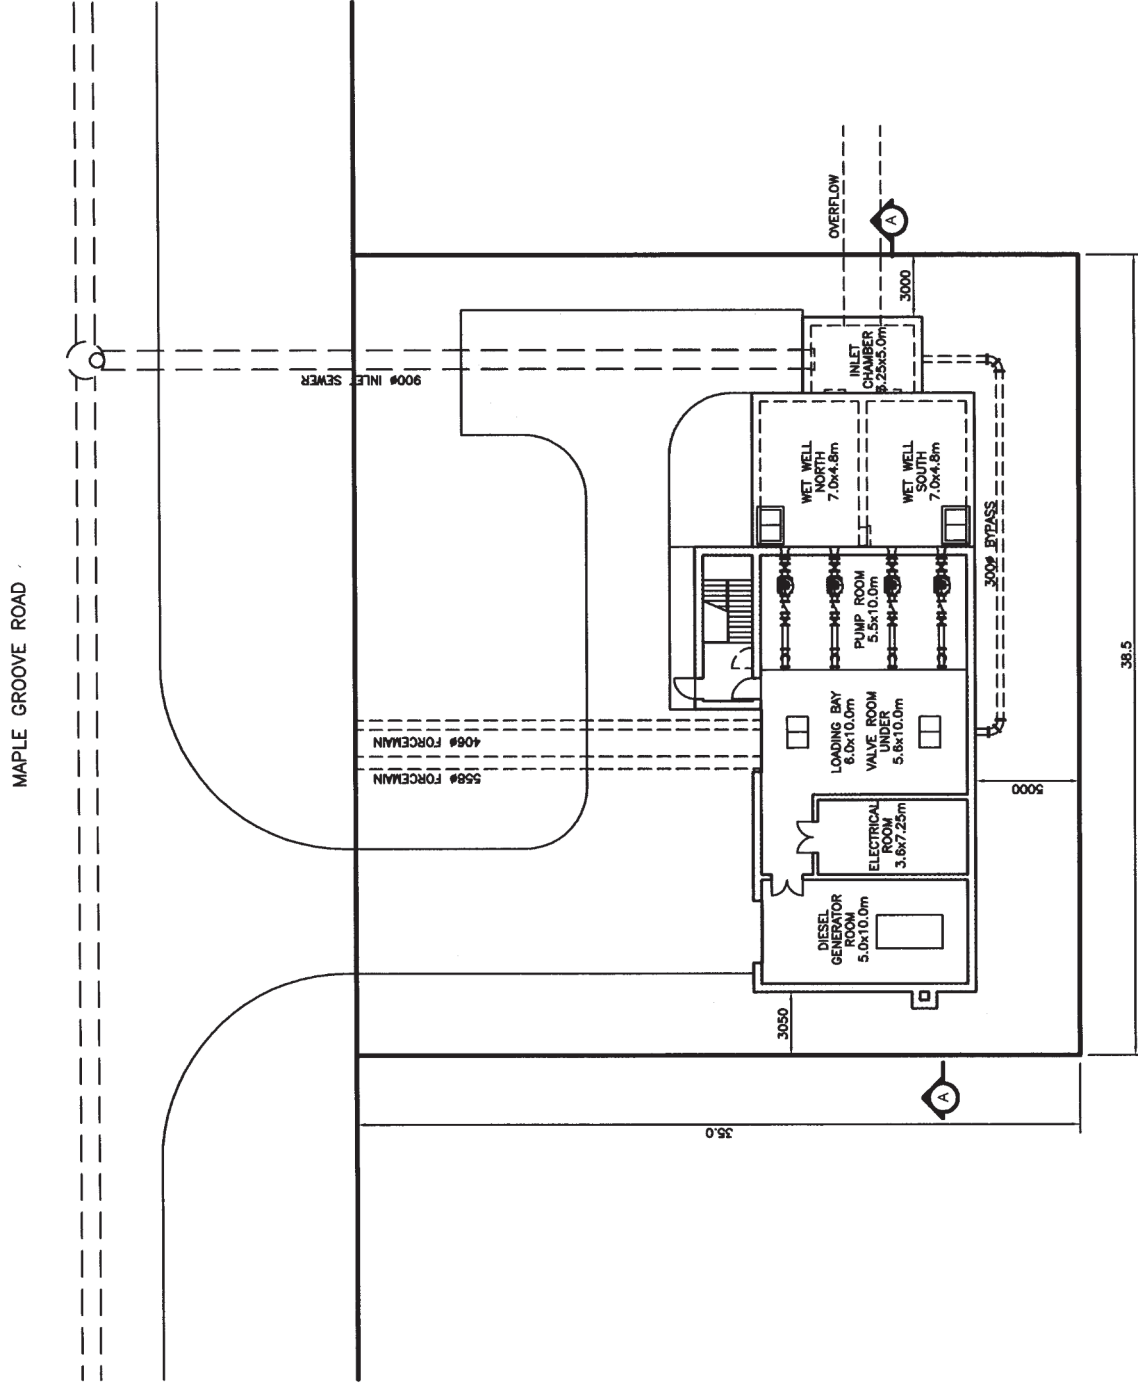 MAPLE GROOVE ROAD
OVERFLOW
A
3000
900ø INLET SEWER
INLET
CHAMBER
WET WELL
NORTH
7.0x4.8m
WET WELL
SOUTH
7.0x4.8m
300ø BYPASS
PUMP ROOM
5.5x10.0m
406ø FORCEMAIN
558ø FORCEMAIN
LOADING BAY
6.0x10.0m
VALVE ROOM
UNDER
5.6x10.0m
ELECTRICAL
ROOM
3.6x7.25m
5000
38.5
DIESEL
GENERATOR
ROOM
5.0x10.0m
3050
A
35.0